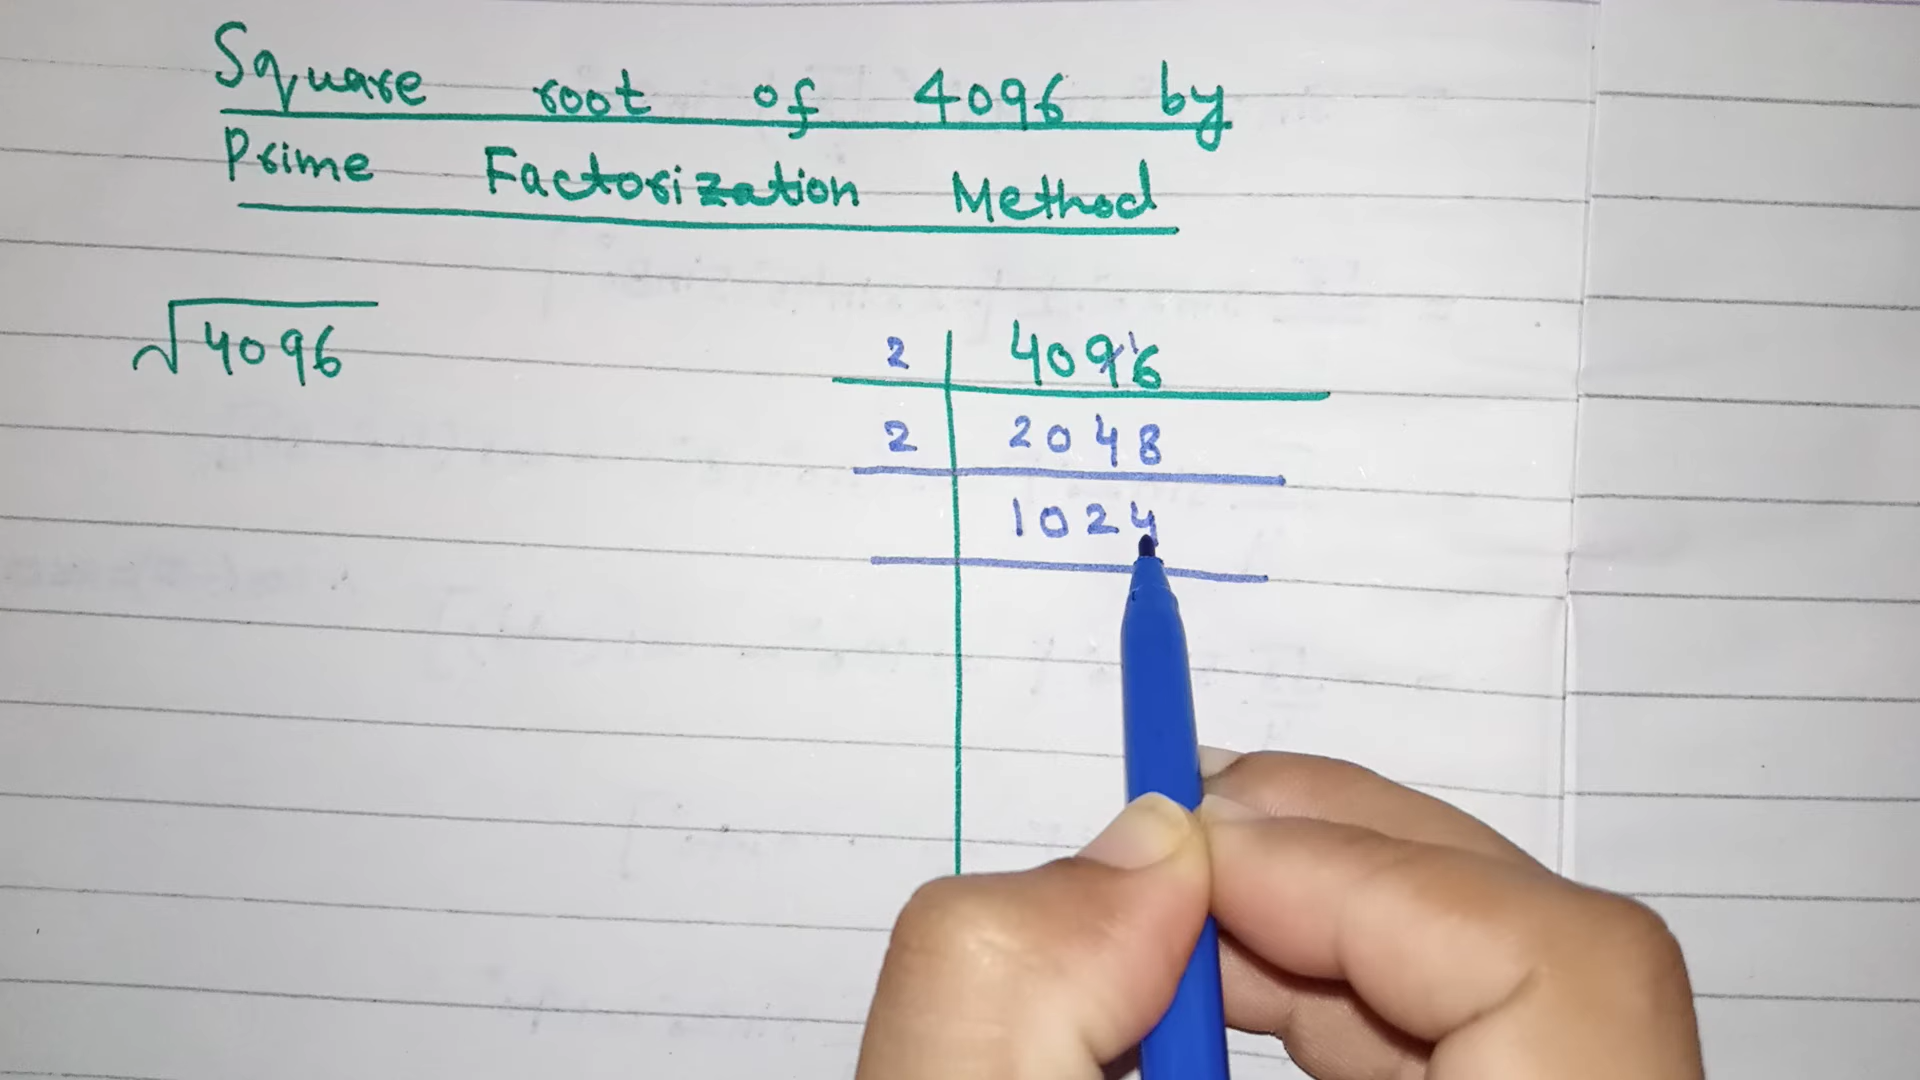 Square root of 4096 by
Prime Factorization Method
√4096
2 | 4096
2 | 2048
1024